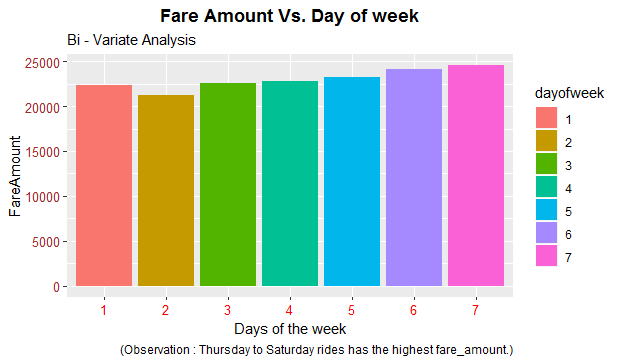 Fare Amount Vs. Day of week
Bi - Variate Analysis
FareAmount
25000
20000
15000
10000
5000
0
1 2 3 4 5 6 7
Days of the week
(Observation : Thursday to Saturday rides has the highest fare_amount.)
dayofweek
1
2
3
4
5
6
7